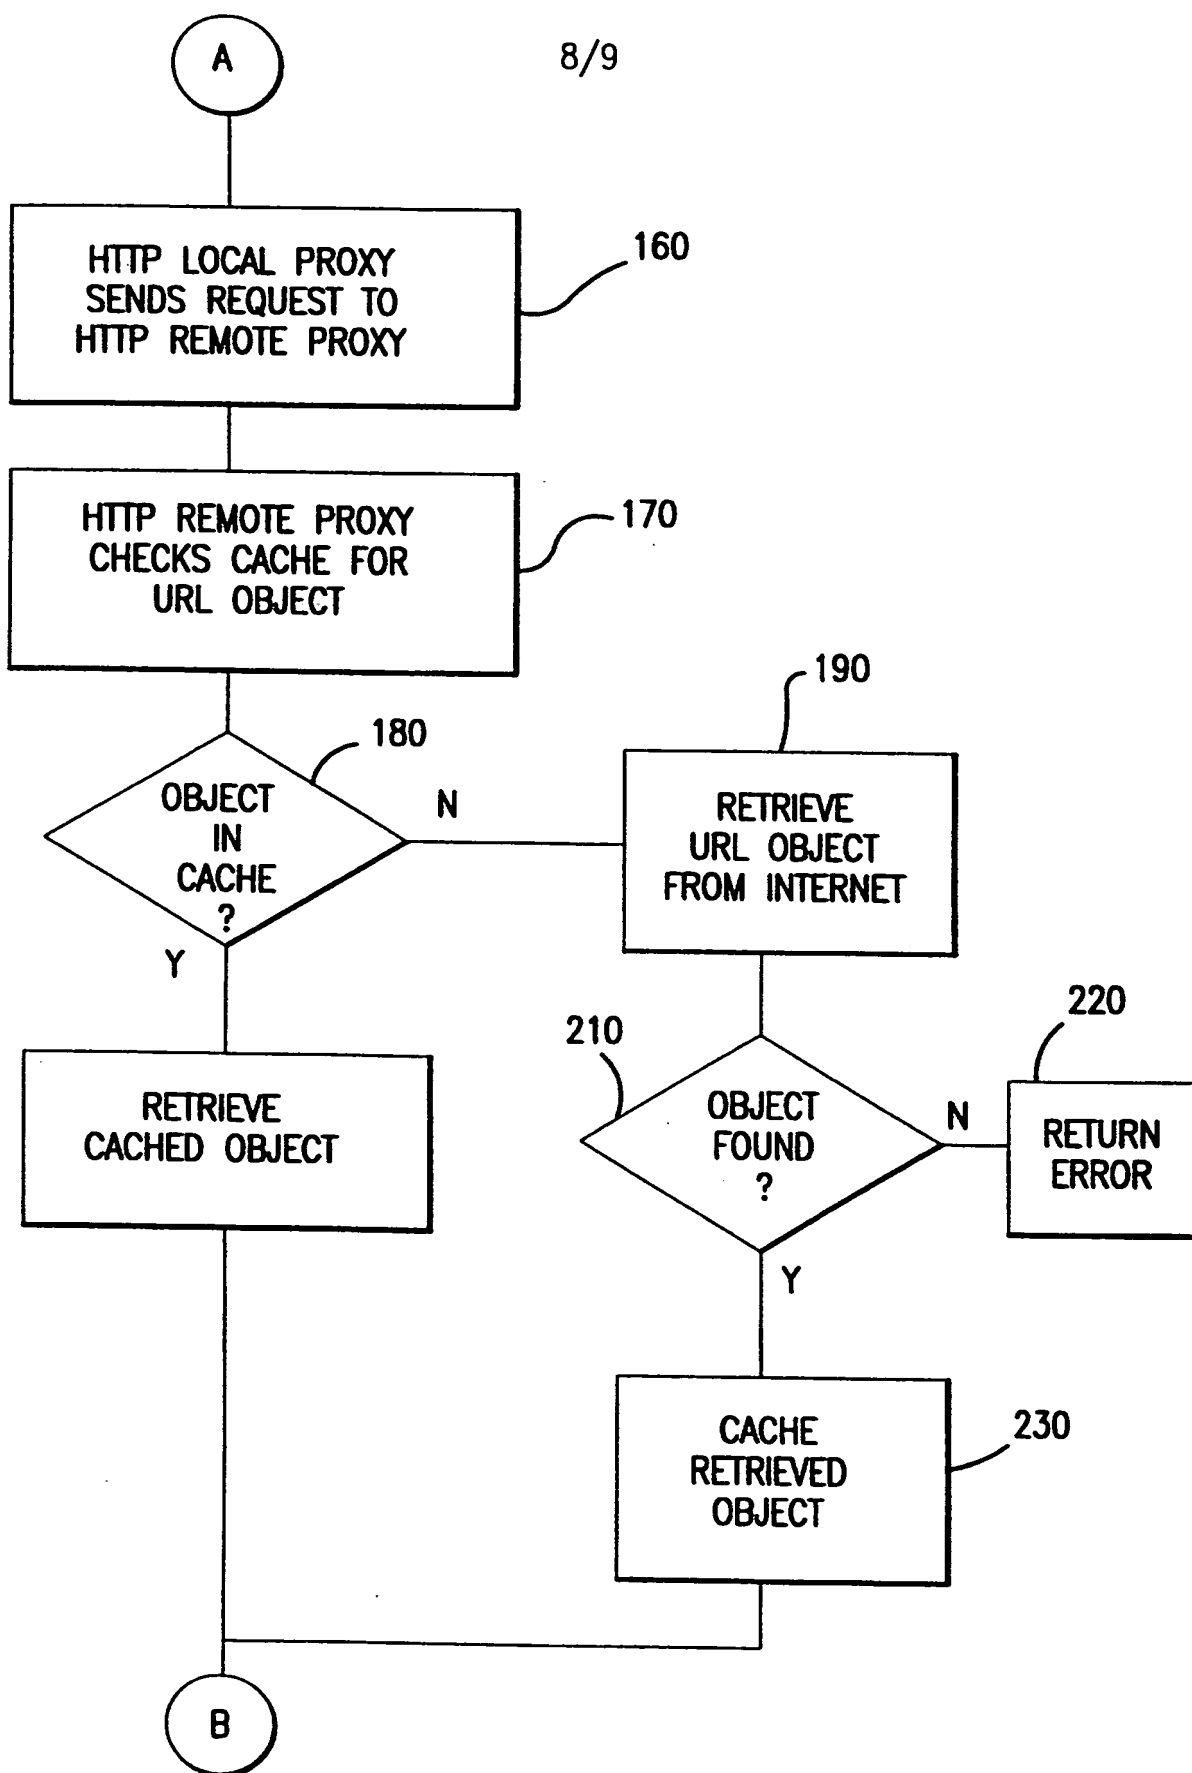 A
8/9
HTTP LOCAL PROXY
SENDS REQUEST TO
HTTP REMOTE PROXY
160
HTTP REMOTE PROXY
CHECKS CACHE FOR
URL OBJECT
170
180
OBJECT
IN
CACHE
?
N
Y
190
RETRIEVE
URL OBJECT
FROM INTERNET
RETRIEVE
CACHED OBJECT
210
OBJECT
FOUND
?
N
Y
220
RETURN
ERROR
CACHE
RETRIEVED
OBJECT
230
B